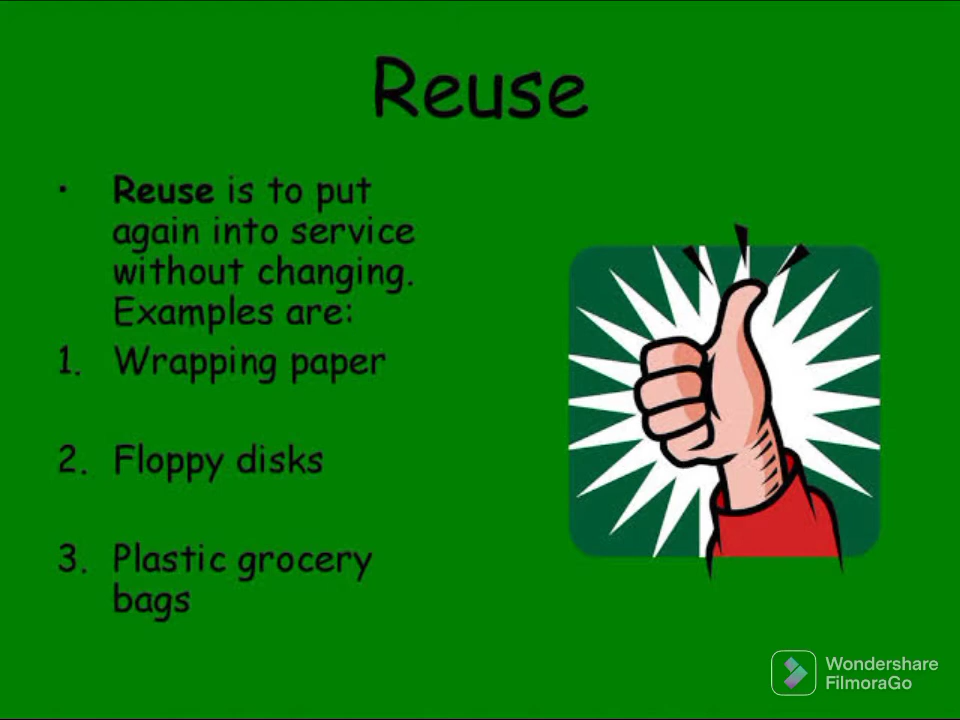 Reuse
• Reuse is to put
again into service
without changing.
Examples are:
1. Wrapping paper
2. Floppy disks
3. Plastic grocery
bags
Wondershare
FilmoraGo